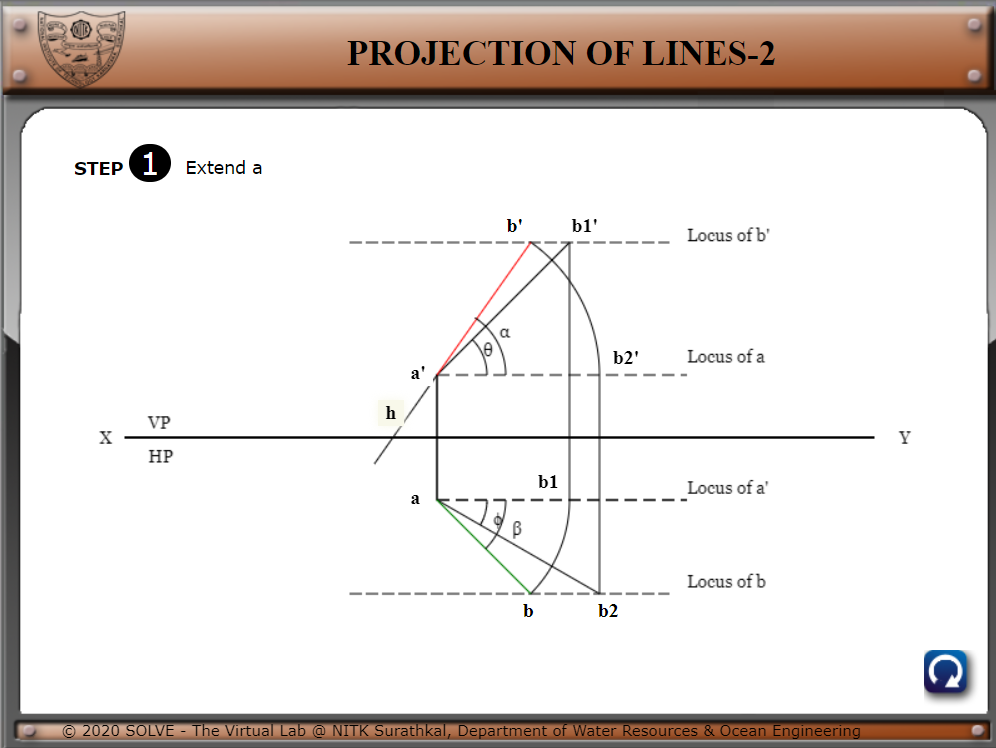 NITK
PROJECTION OF LINES-2
STEP 1 Extend a
b' b1' Locus of b'
α
θ
b2' Locus of a
a'
h
VP
X Y
HP
b1 Locus of a'
a
ϕ β
Locus of b
b b2
© 2020 SOLVE - The Virtual Lab @ NITK Surathkal, Department of Water Resources & Ocean Engineering